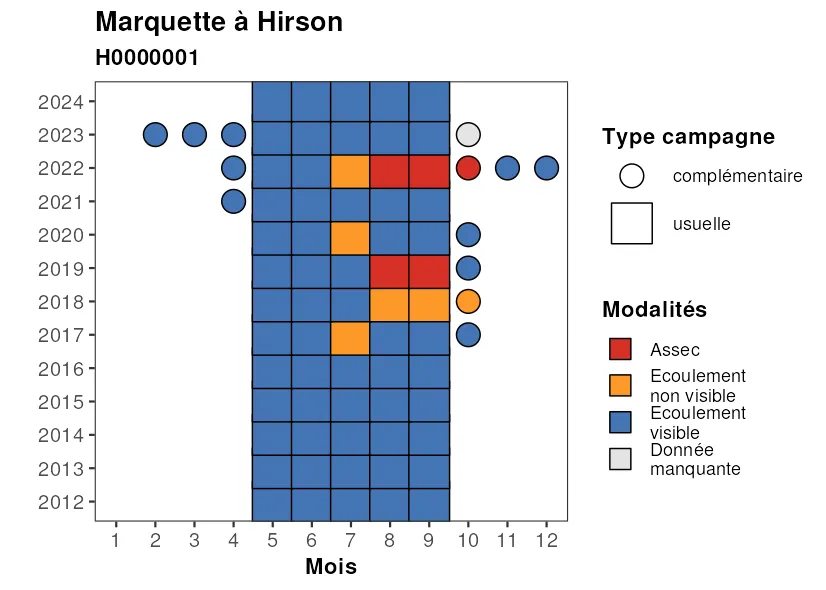 Marquette à Hirson
H0000001
2024
2023
2022
2021
2020
2019
2018
2017
2016
2015
2014
2013
2012
1 2 3 4 5 6 7 8 9 10 11 12
Mois
Type campagne
complémentaire
usuelle
Modalités
Assec
Ecoulement
non visible
Ecoulement
visible
Donnée
manquante